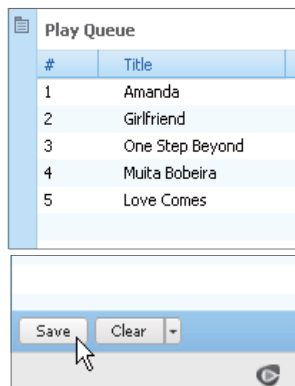 Play Queue
# Title
1 Amanda
2 Girlfriend
3 One Step Beyond
4 Muita Bobeira
5 Love Comes
Save Clear